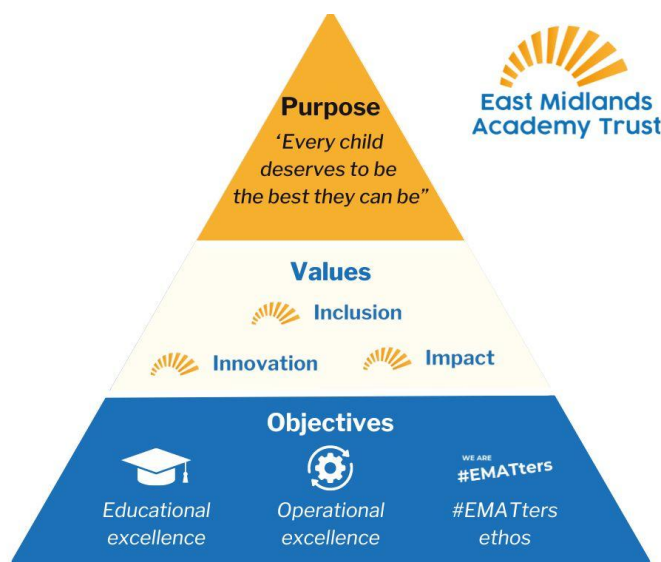 East Midlands
Academy Trust
Purpose
‘Every child
deserves to be
the best they can be”
Values
Inclusion
Innovation
Impact
Objectives
Educational
excellence
Operational
excellence
WE ARE
#EMATters
#EMATters
ethos